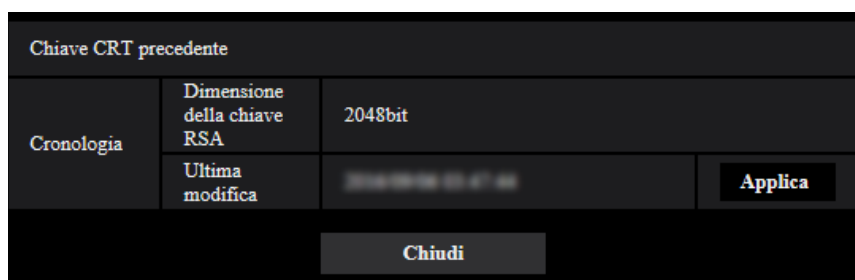 Chiave CRT precedente
Cronologia
Dimensione
della chiave
RSA
2048bit
Ultima
modifica
Applica
Chiudi